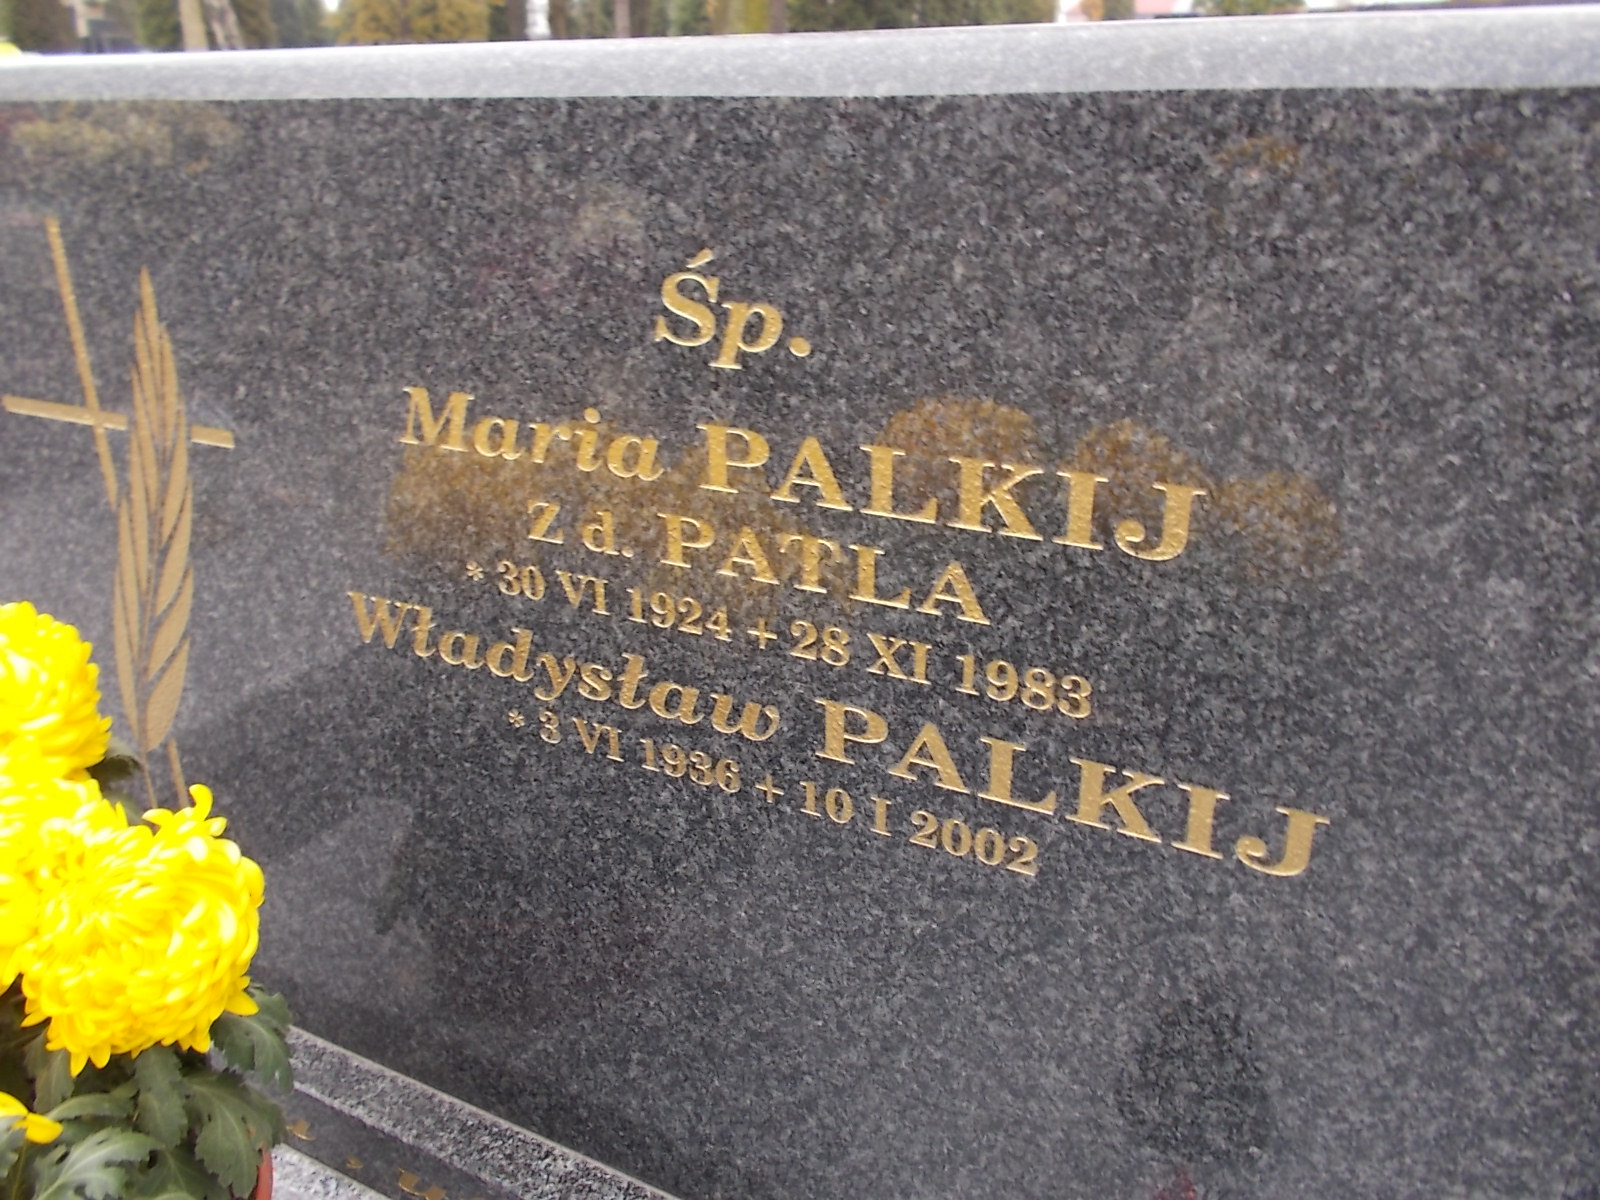 Śp.
Maria PALKIJ
Z d. PATLA
* 30 VI 1924 + 28 XI 1983
Władysław PALKIJ
* 3 VI 1936 + 10 I 2002